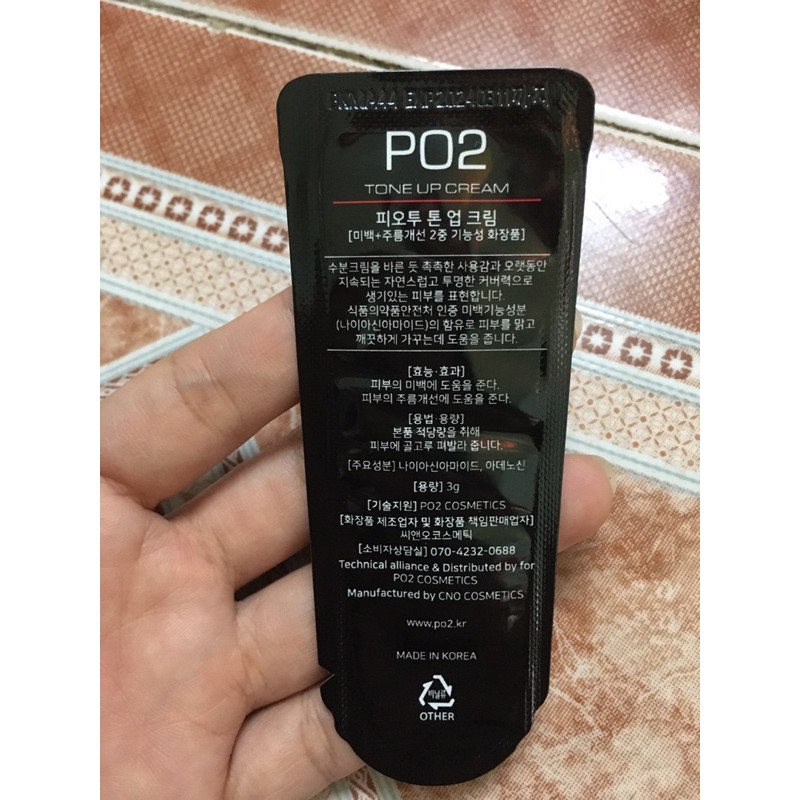 PO2
TONE UP CREAM
피오투 톤 업 크림
[미백+주름개선 2중 기능성 화장품]
수분크림을 바른 듯 촉촉한 사용감과 오랫동안
지속되는 자연스럽고 투명한 커버력으로
생기있는 피부를 표현합니다.
식품의약품안전처 인증 미백기능성분
(나이아신아마이드)의 함유로 피부를 맑고
깨끗하게 가꾸는데 도움을 줍니다.
[효능·효과]
피부의 미백에 도움을 준다.
피부의 주름개선에 도움을 준다.
[용법·용량]
본품 적당량을 취해
피부에 골고루 펴발라 줍니다.
[주요성분] 나이아신아마이드, 아데노신
[용량] 3g
[기술지원] PO2 COSMETICS
[화장품 제조업자 및 화장품 책임판매업자]
씨앤오코스메틱
[소비자상담실] 070-4232-0688
Technical alliance & Distributed by for
PO2 COSMETICS
Manufactured by CNO COSMETICS
www.po2.kr
MADE IN KOREA
비닐류
OTHER